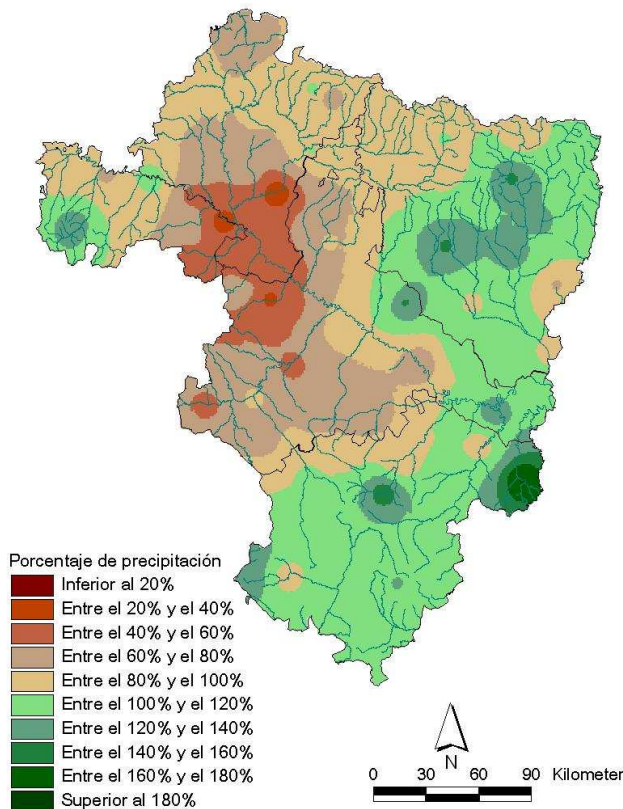 Porcentaje de precipitación
Inferior al 20%
Entre el 20% y el 40%
Entre el 40% y el 60%
Entre el 60% y el 80%
Entre el 80% y el 100%
Entre el 100% y el 120%
Entre el 120% y el 140%
Entre el 140% y el 160%
Entre el 160% y el 180%
Superior al 180%
N
0 30 60 90 Kilometer